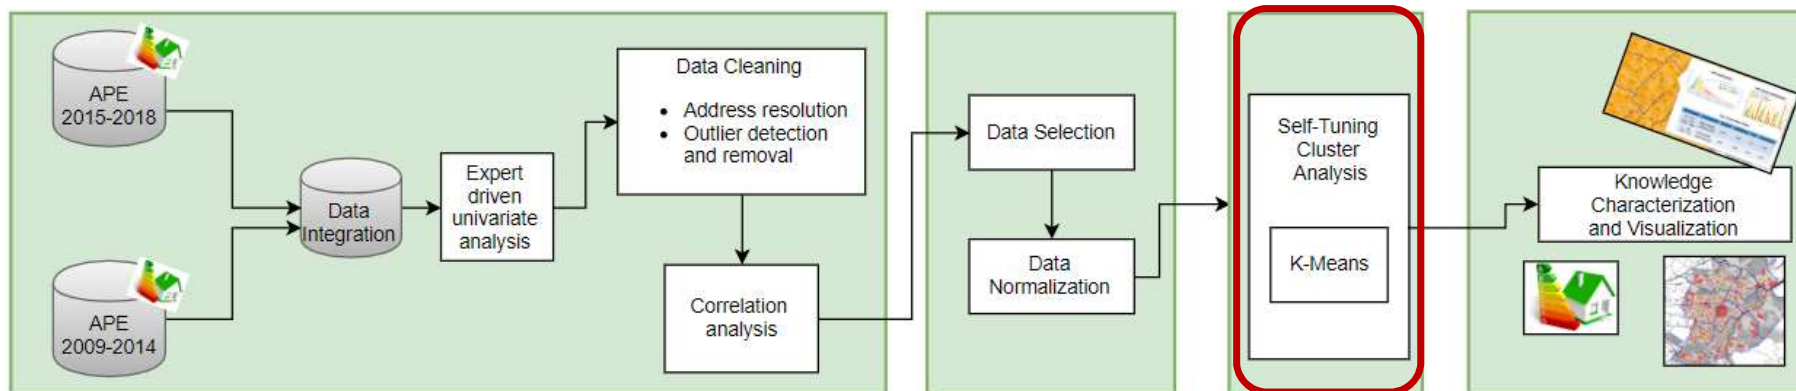 APE
2015-2018
APE
2009-2014
Data
Integration
Expert
driven
univariate
analysis
Data Cleaning
• Address resolution
• Outlier detection
and removal
Correlation
analysis
Data Selection
Data
Normalization
Self-Tuning
Cluster
Analysis
K-Means
Knowledge
Characterization
and Visualization